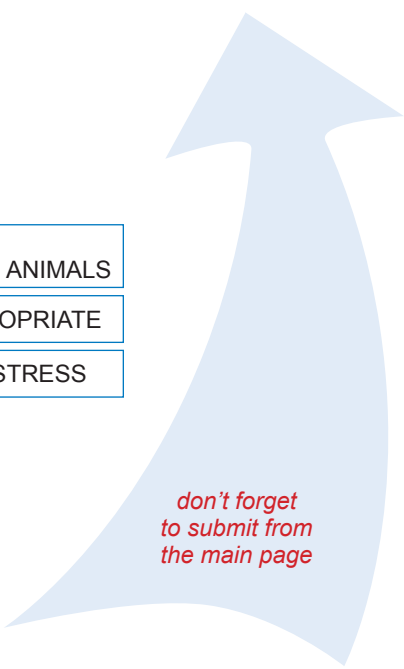 ANIMALS
OPRIATE
STRESS
don't forget
to submit from
the main page